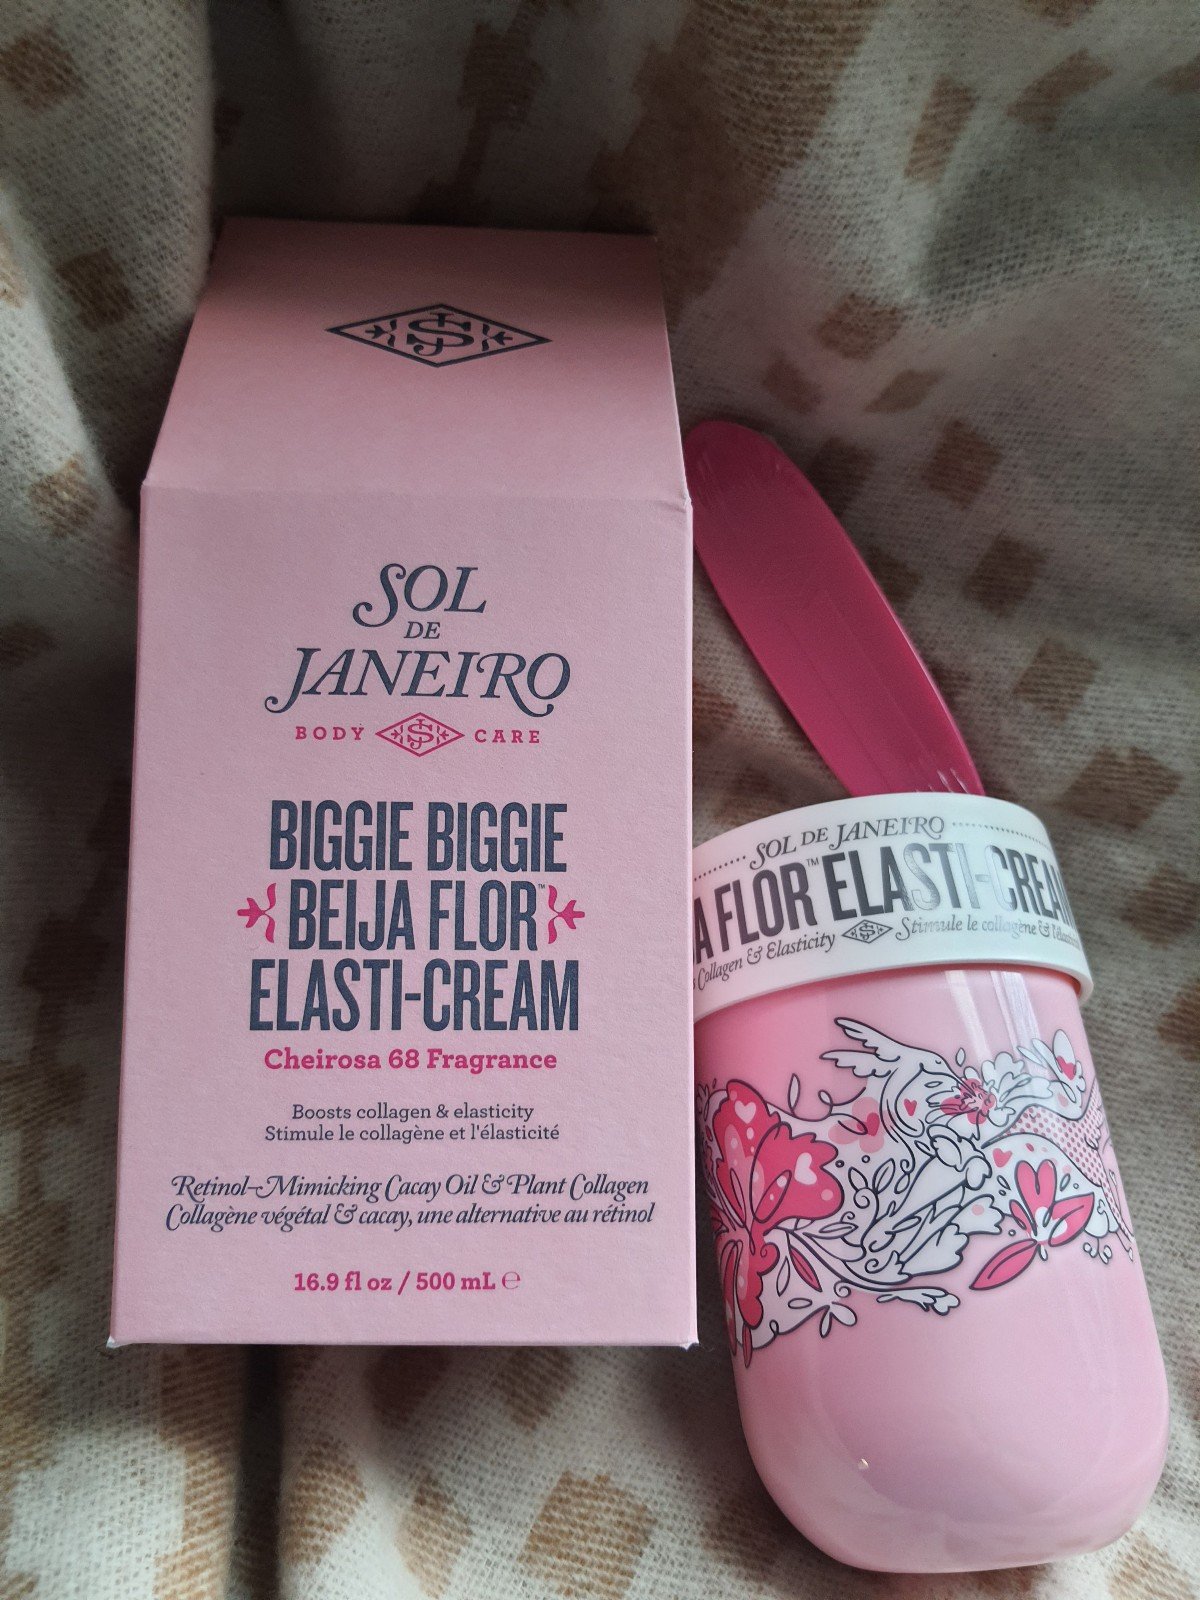 SOL
DE
JANEIRO
BODY CARE
BIGGIE BIGGIE
BEIJA FLOR™
ELASTI-CREAM
Cheirosa 68 Fragrance
Boosts collagen & elasticity
Stimule le collagène et l'élasticité
Retinol-Mimicking Cacay Oil & Plant Collagen
Collagène végétal & cacay, une alternative au rétinol
16.9 fl oz / 500 mL ℮
SOL DE JANEIRO
FLOR™ ELASTI-CREAM
Collagen & Elasticity Stimule le collagène &